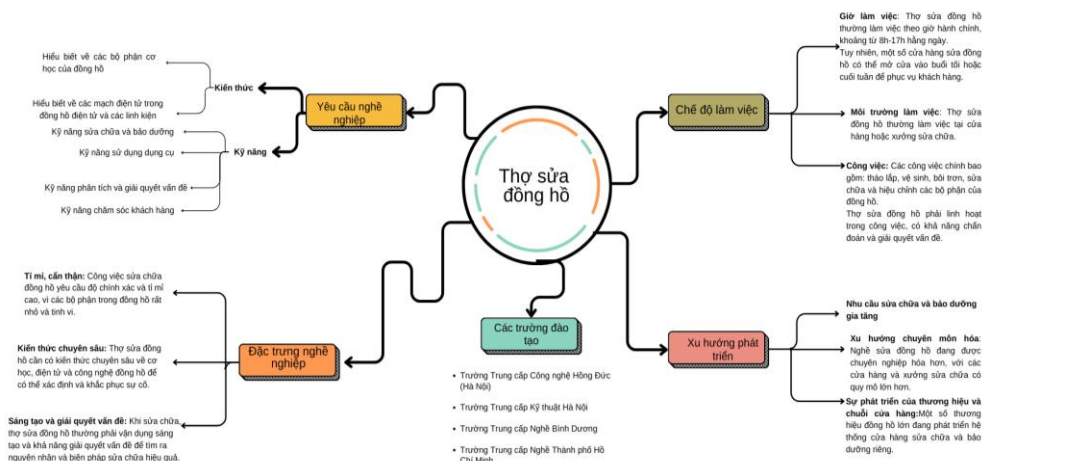 Thợ sửa
đồng hồ
Yêu cầu nghề
nghiệp
Kiến thức
Hiểu biết về các bộ phận cơ
học của đồng hồ
Hiểu biết về các mạch điện tử trong
đồng hồ điện tử và các linh kiện
Kỹ năng
Kỹ năng sửa chữa và bảo dưỡng
Kỹ năng sử dụng dụng cụ
Kỹ năng phân tích và giải quyết vấn đề
Kỹ năng chăm sóc khách hàng
Chế độ làm việc
Giờ làm việc: Thợ sửa đồng hồ
thường làm việc theo giờ hành chính,
khoảng từ 8h-17h hằng ngày.
Tuy nhiên, một số cửa hàng sửa đồng
hồ có thể mở cửa vào buổi tối hoặc
cuối tuần để phục vụ khách hàng.
Môi trường làm việc: Thợ sửa
đồng hồ thường làm việc tại cửa
hàng hoặc xưởng sửa chữa.
Công việc: Các công việc chính bao
gồm: tháo lắp, vệ sinh, bôi trơn, sửa
chữa và hiệu chỉnh các bộ phận của
đồng hồ.
Thợ sửa đồng hồ phải linh hoạt
trong công việc, có khả năng chẩn
đoán và giải quyết vấn đề.
Đặc trưng nghề
nghiệp
Tỉ mỉ, cẩn thận: Công việc sửa chữa
đồng hồ yêu cầu độ chính xác và tỉ mỉ
cao, vì các bộ phận trong đồng hồ rất
nhỏ và tinh vi.
Kiến thức chuyên sâu: Thợ sửa đồng
hồ cần có kiến thức chuyên sâu về cơ
học, điện tử và công nghệ đồng hồ để
có thể xác định và khắc phục sự cố.
Sáng tạo và giải quyết vấn đề: Khi sửa chữa,
thợ sửa đồng hồ thường phải vận dụng sáng
tạo và khả năng giải quyết vấn đề để tìm ra
nguyên nhân và biện pháp sửa chữa hiệu quả.
Các trường đào
tạo
• Trường Trung cấp Công nghệ Hồng Đức
(Hà Nội)
• Trường Trung cấp Kỹ thuật Hà Nội
• Trường Trung cấp Nghề Bình Dương
• Trường Trung cấp Nghề Thành phố Hồ
Chí Minh
Xu hướng phát
triển
Nhu cầu sửa chữa và bảo dưỡng
gia tăng
Xu hướng chuyên môn hóa:
Nghề sửa đồng hồ đang được
chuyên nghiệp hóa hơn, với các
cửa hàng và xưởng sửa chữa có
quy mô lớn hơn.
Sự phát triển của thương hiệu và
chuỗi cửa hàng:Một số thương
hiệu đồng hồ lớn đang phát triển hệ
thống cửa hàng sửa chữa và bảo
dưỡng riêng.